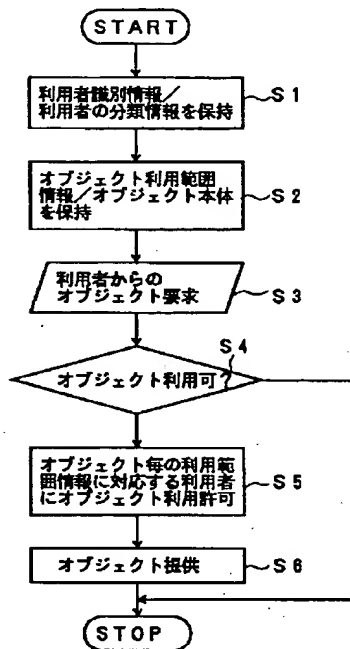 START
利用者識別情報/
利用者の分類情報を保持
S1
オブジェクト利用範囲
情報/オブジェクト本体
を保持
S2
利用者からの
オブジェクト要求
S3
S4
オブジェクト利用可?
オブジェクト毎の利用範
囲情報に対応する利用者
にオブジェクト利用許可
S5
オブジェクト提供
S6
STOP